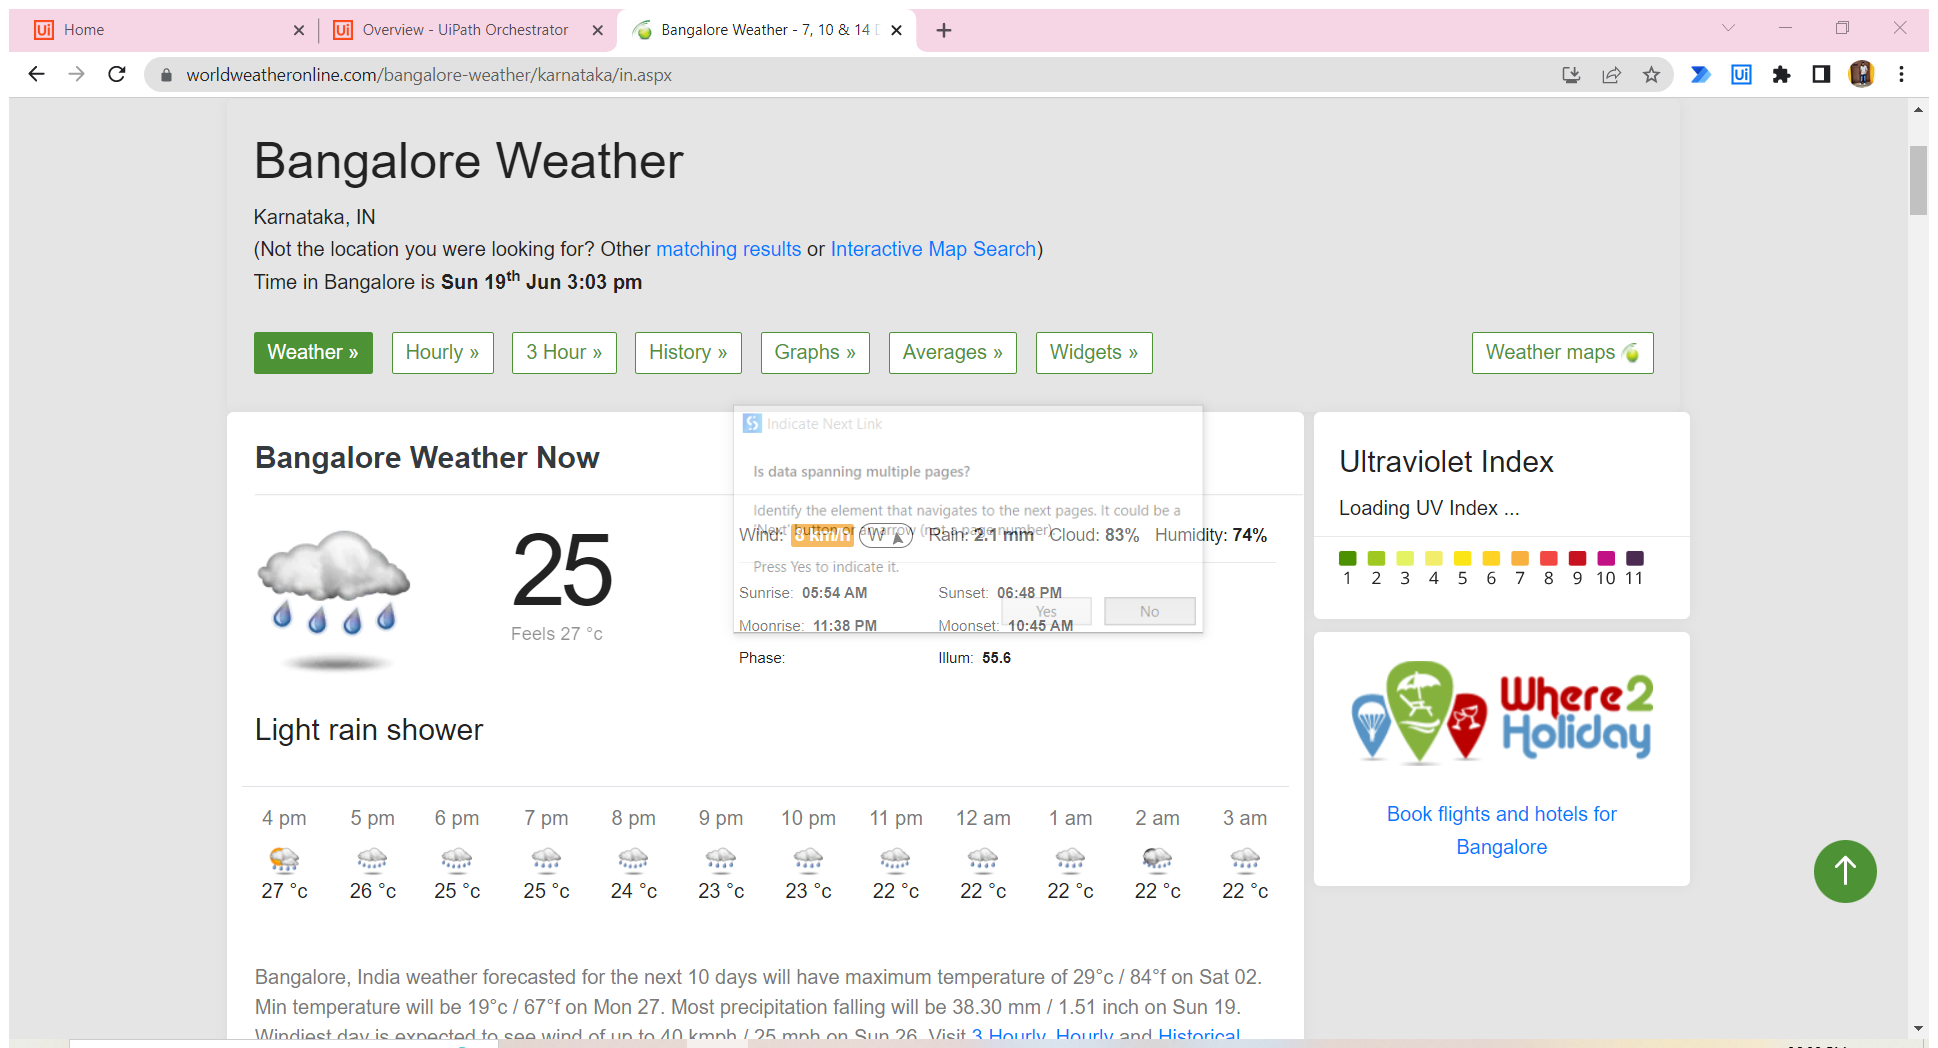 Home
Overview - UiPath Orchestrator
Bangalore Weather - 7, 10 & 14 D
worldweatheronline.com/bangalore-weather/karnataka/in.aspx
Bangalore Weather
Karnataka, IN
(Not the location you were looking for? Other matching results or Interactive Map Search)
Time in Bangalore is Sun 19th Jun 3:03 pm
Weather » Hourly » 3 Hour » History » Graphs » Averages » Widgets » Weather maps
Bangalore Weather Now
25
Feels 27 °c
Light rain shower
Indicate Next Link
Is data spanning multiple pages?
Identify the element that navigates to the next pages. It could be a
'Next' button or an arrow (not a page number).
Press Yes to indicate it.
Yes No
Wind: km/h W Rain: 2.1 mm Cloud: 83% Humidity: 74%
Sunrise: 05:54 AM Sunset: 06:48 PM
Moonrise: 11:38 PM Moonset: 10:45 AM
Phase: Illum: 55.6
4 pm 5 pm 6 pm 7 pm 8 pm 9 pm 10 pm 11 pm 12 am 1 am 2 am 3 am
27 °c 26 °c 25 °c 25 °c 24 °c 23 °c 23 °c 22 °c 22 °c 22 °c 22 °c 22 °c
Bangalore, India weather forecasted for the next 10 days will have maximum temperature of 29°c / 84°f on Sat 02.
Min temperature will be 19°c / 67°f on Mon 27. Most precipitation falling will be 38.30 mm / 1.51 inch on Sun 19.
Windiest day is expected to see wind of up to 40 kmph / 25 mph on Sun 26. Visit 3 Hourly, Hourly and Historical
Ultraviolet Index
Loading UV Index ...
1 2 3 4 5 6 7 8 9 10 11
Where2
Holiday
Book flights and hotels for
Bangalore